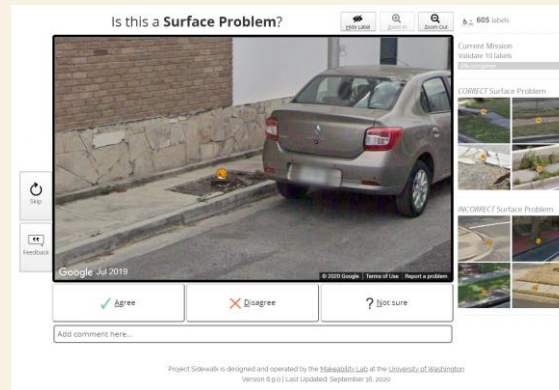 Is this a Surface Problem?
Hide Label
Zoom In
Zoom Out
605 labels
Current Mission
Validate 10 labels
CORRECT Surface Problem
Skip
Feedback
INCORRECT Surface Problem
Google Jul 2019
© 2020 Google
Terms of Use
Report a problem
Agree
Disagree
? Not sure
Add comment here...
Project Sidewalk is designed and operated by the Makeability Lab at the University of Washington
Version 6.9.0 | Last Updated: September 16, 2020